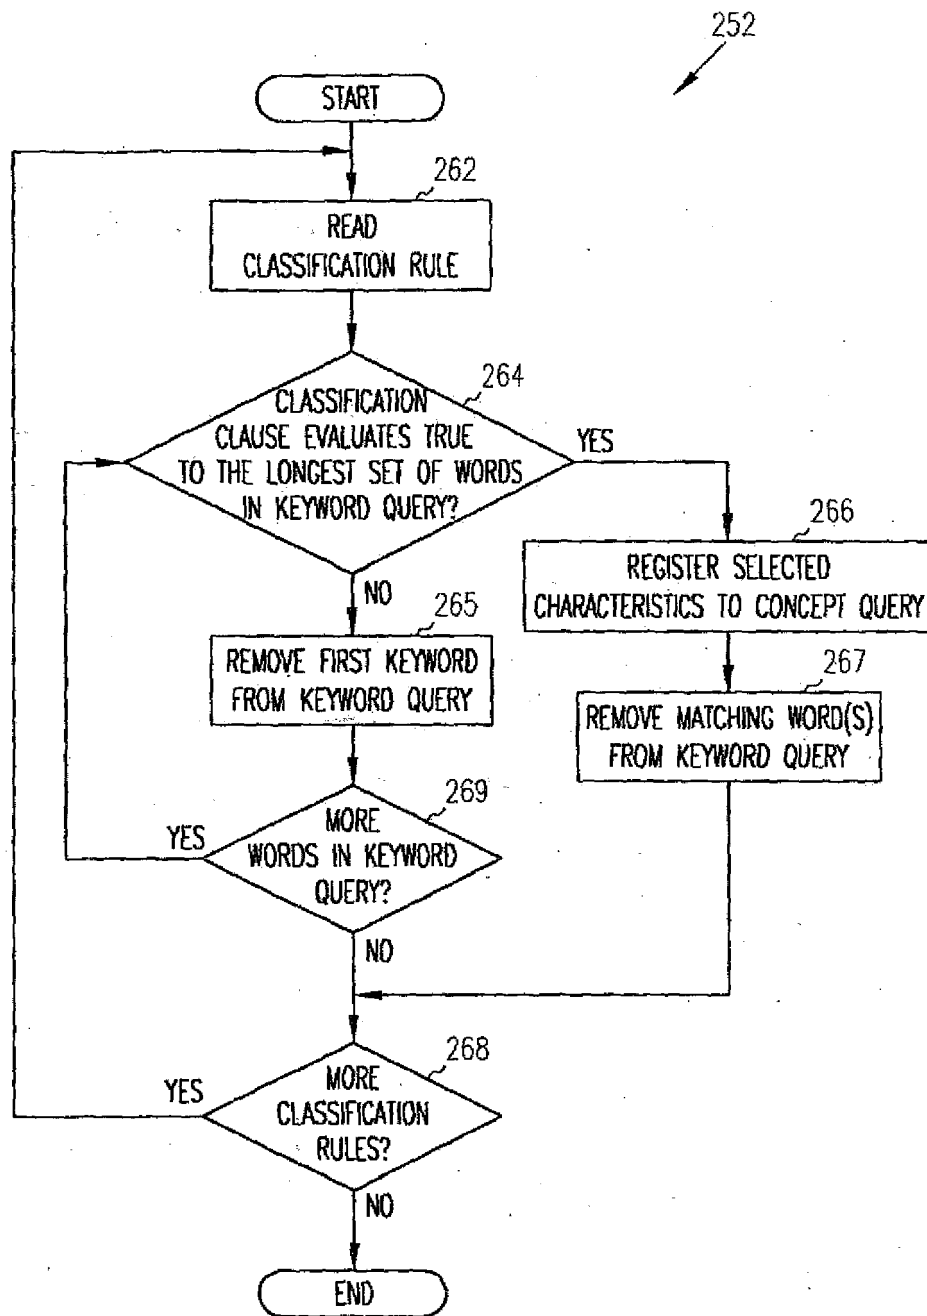 252
START
262
READ
CLASSIFICATION RULE
264
CLASSIFICATION
CLAUSE EVALUATES TRUE
TO THE LONGEST SET OF WORDS
IN KEYWORD QUERY?
YES
NO
266
REGISTER SELECTED
CHARACTERISTICS TO CONCEPT QUERY
265
REMOVE FIRST KEYWORD
FROM KEYWORD QUERY
267
REMOVE MATCHING WORD(S)
FROM KEYWORD QUERY
269
YES
MORE
WORDS IN KEYWORD
QUERY?
NO
268
YES
MORE
CLASSIFICATION
RULES?
NO
END